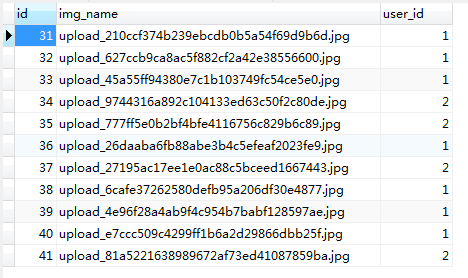 id img_name user_id
31 upload_210ccf374b239ebcdb0b5a54f69d9b6d.jpg 1
32 upload_627ccb9ca8ac5f882cf2a42e38556600.jpg 1
33 upload_45a55ff94380e7c1b103749fc54ce5e0.jpg 1
34 upload_9744316a892c104133ed63c50f2c80de.jpg 2
35 upload_777ff5e0b2bf4bfe4116756c829b6c89.jpg 2
36 upload_26daaba6fb88abe3b4c5efeaf2023fe9.jpg 1
37 upload_27195ac17ee1e0ac88c5bceed1667443.jpg 2
38 upload_6cafe37262580defb95a206df30e4877.jpg 1
39 upload_4e96f28a4ab9f4c954b7babf128597ae.jpg 1
40 upload_e7ccc509c4299ff1b6a2d29866dbb25f.jpg 1
41 upload_81a5221638989672af73ed41087859ba.jpg 2